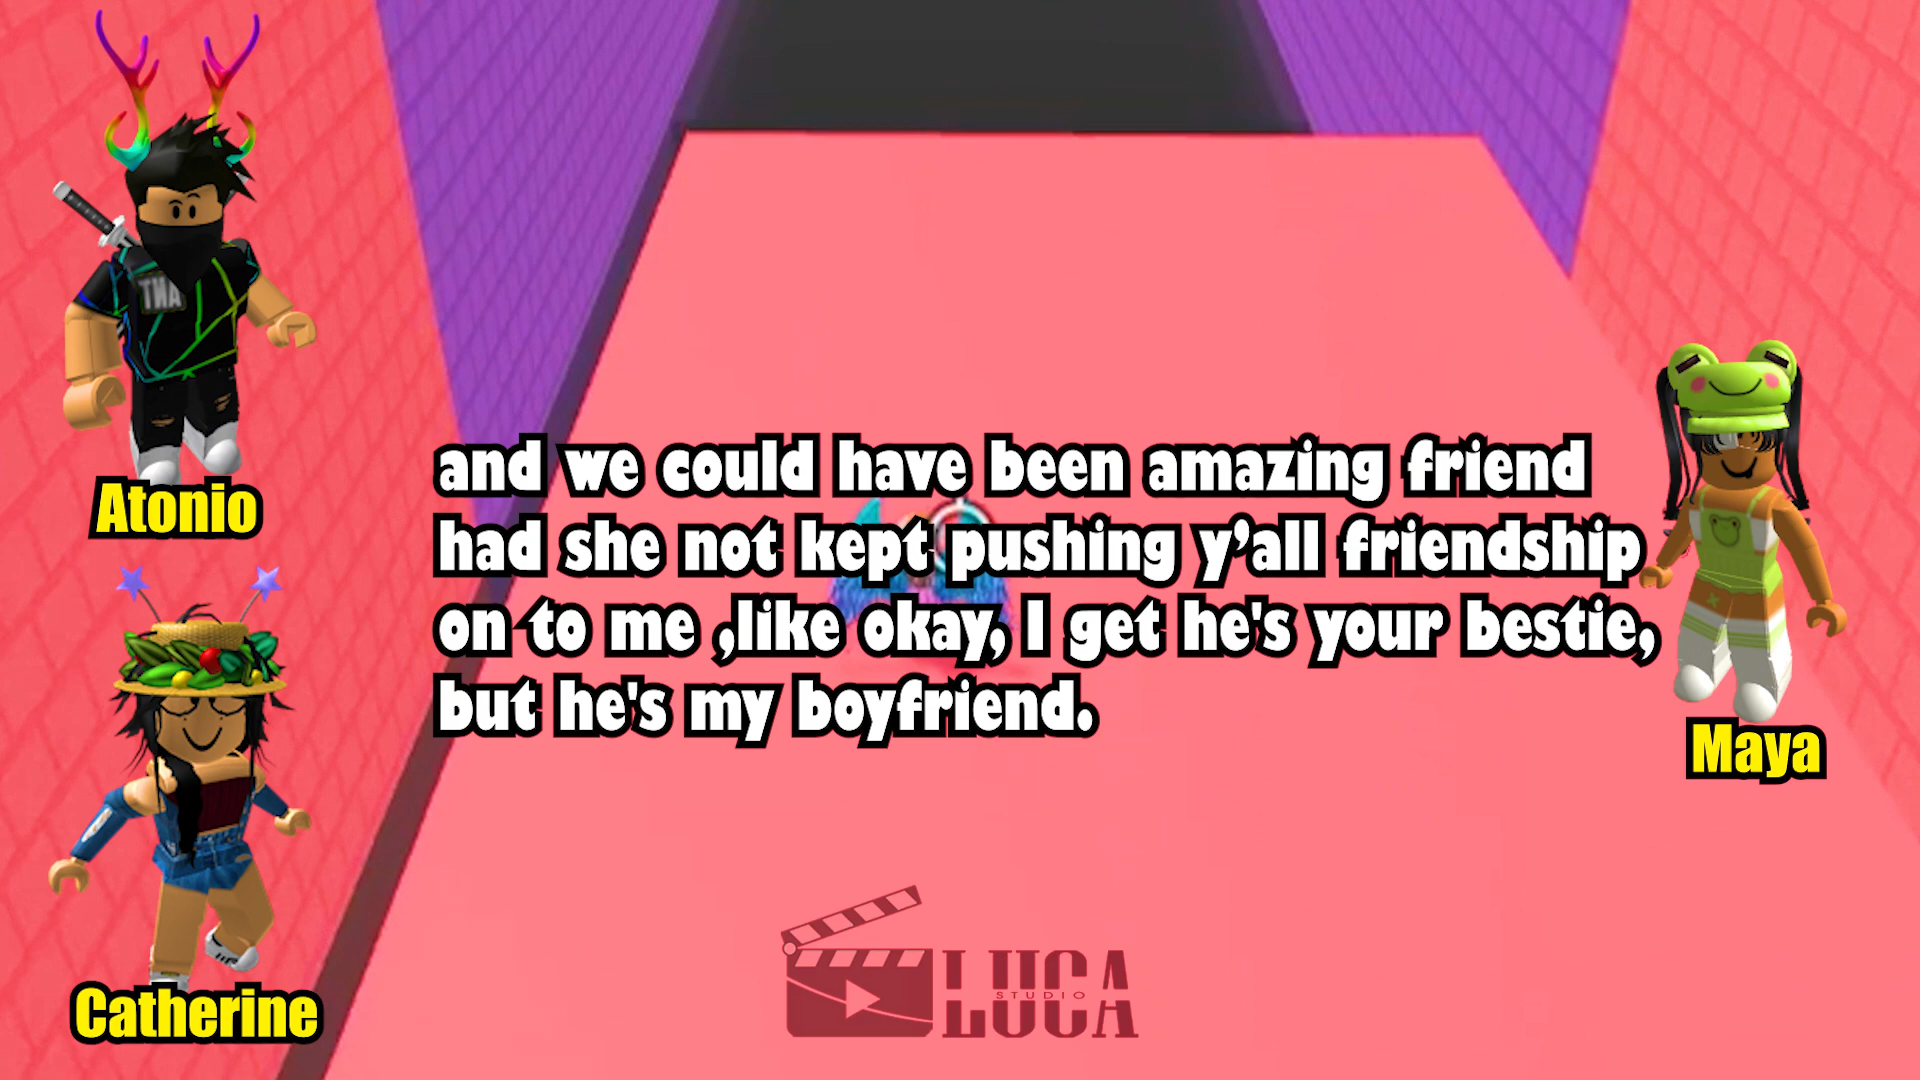 TNA
Atonio
and we could have been amazing friend
had she not kept pushing y’all friendship
on to me ,like okay, I get he's your bestie,
but he's my boyfriend.
Maya
Catherine
LUCA
STUDIO